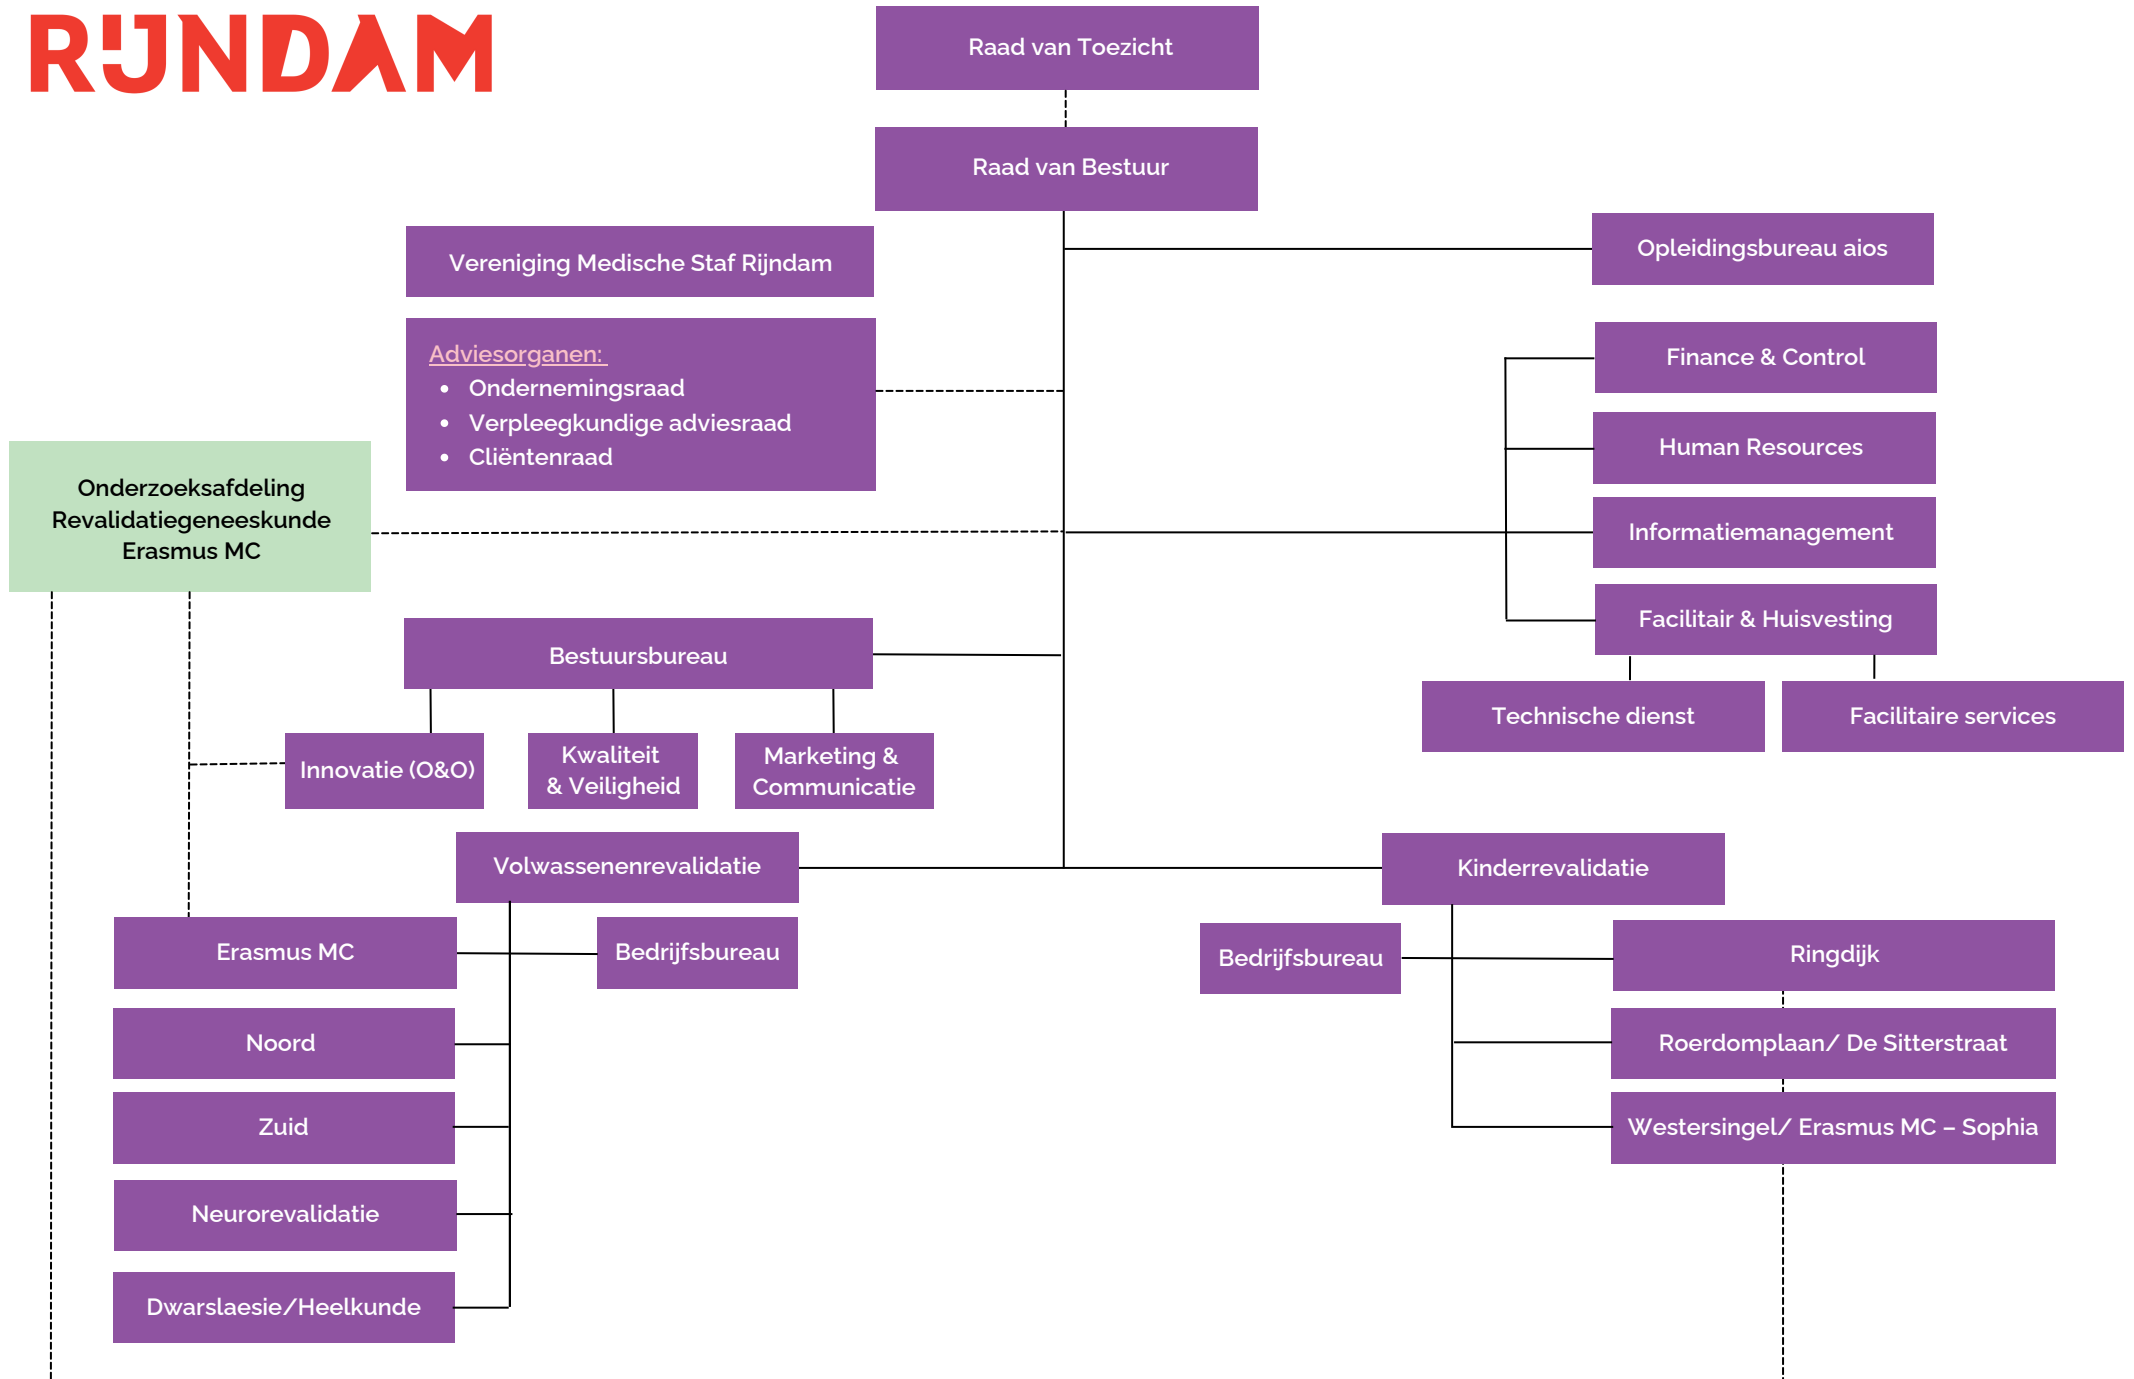 RIJNDAM
Raad van Toezicht
Raad van Bestuur
Vereniging Medische Staf Rijndam
Opleidingsbureau aios
Adviesorganen:
• Ondernemingsraad
• Verpleegkundige adviesraad
• Cliëntenraad
Finance & Control
Human Resources
Informatiemanagement
Facilitair & Huisvesting
Technische dienst
Facilitaire services
Onderzoeksafdeling
Revalidatiegeneeskunde
Erasmus MC
Bestuursbureau
Innovatie (O&O)
Kwaliteit
& Veiligheid
Marketing &
Communicatie
Volwassenenrevalidatie
Kinderrevalidatie
Erasmus MC
Bedrijfsbureau
Noord
Zuid
Neurorevalidatie
Dwarslaesie/Heelkunde
Bedrijfsbureau
Ringdijk
Roerdomplaan/ De Sitterstraat
Westersingel/ Erasmus MC – Sophia